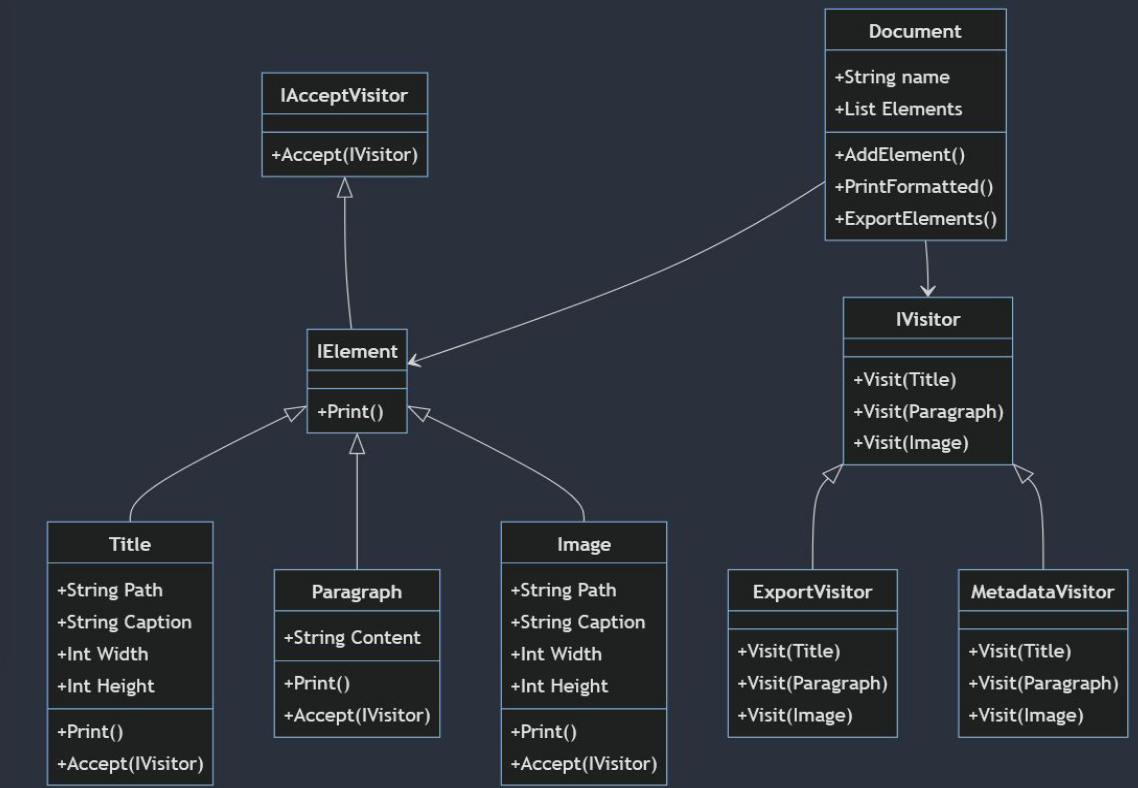 Document
+String name
+List Elements
+AddElement()
+PrintFormatted()
+ExportElements()
IAcceptVisitor
+Accept(IVisitor)
IElement
+Print()
IVisitor
+Visit(Title)
+Visit(Paragraph)
+Visit(Image)
Title
+String Path
+String Caption
+Int Width
+Int Height
+Print()
+Accept(IVisitor)
Paragraph
+String Content
+Print()
+Accept(IVisitor)
Image
+String Path
+String Caption
+Int Width
+Int Height
+Print()
+Accept(IVisitor)
ExportVisitor
+Visit(Title)
+Visit(Paragraph)
+Visit(Image)
MetadataVisitor
+Visit(Title)
+Visit(Paragraph)
+Visit(Image)